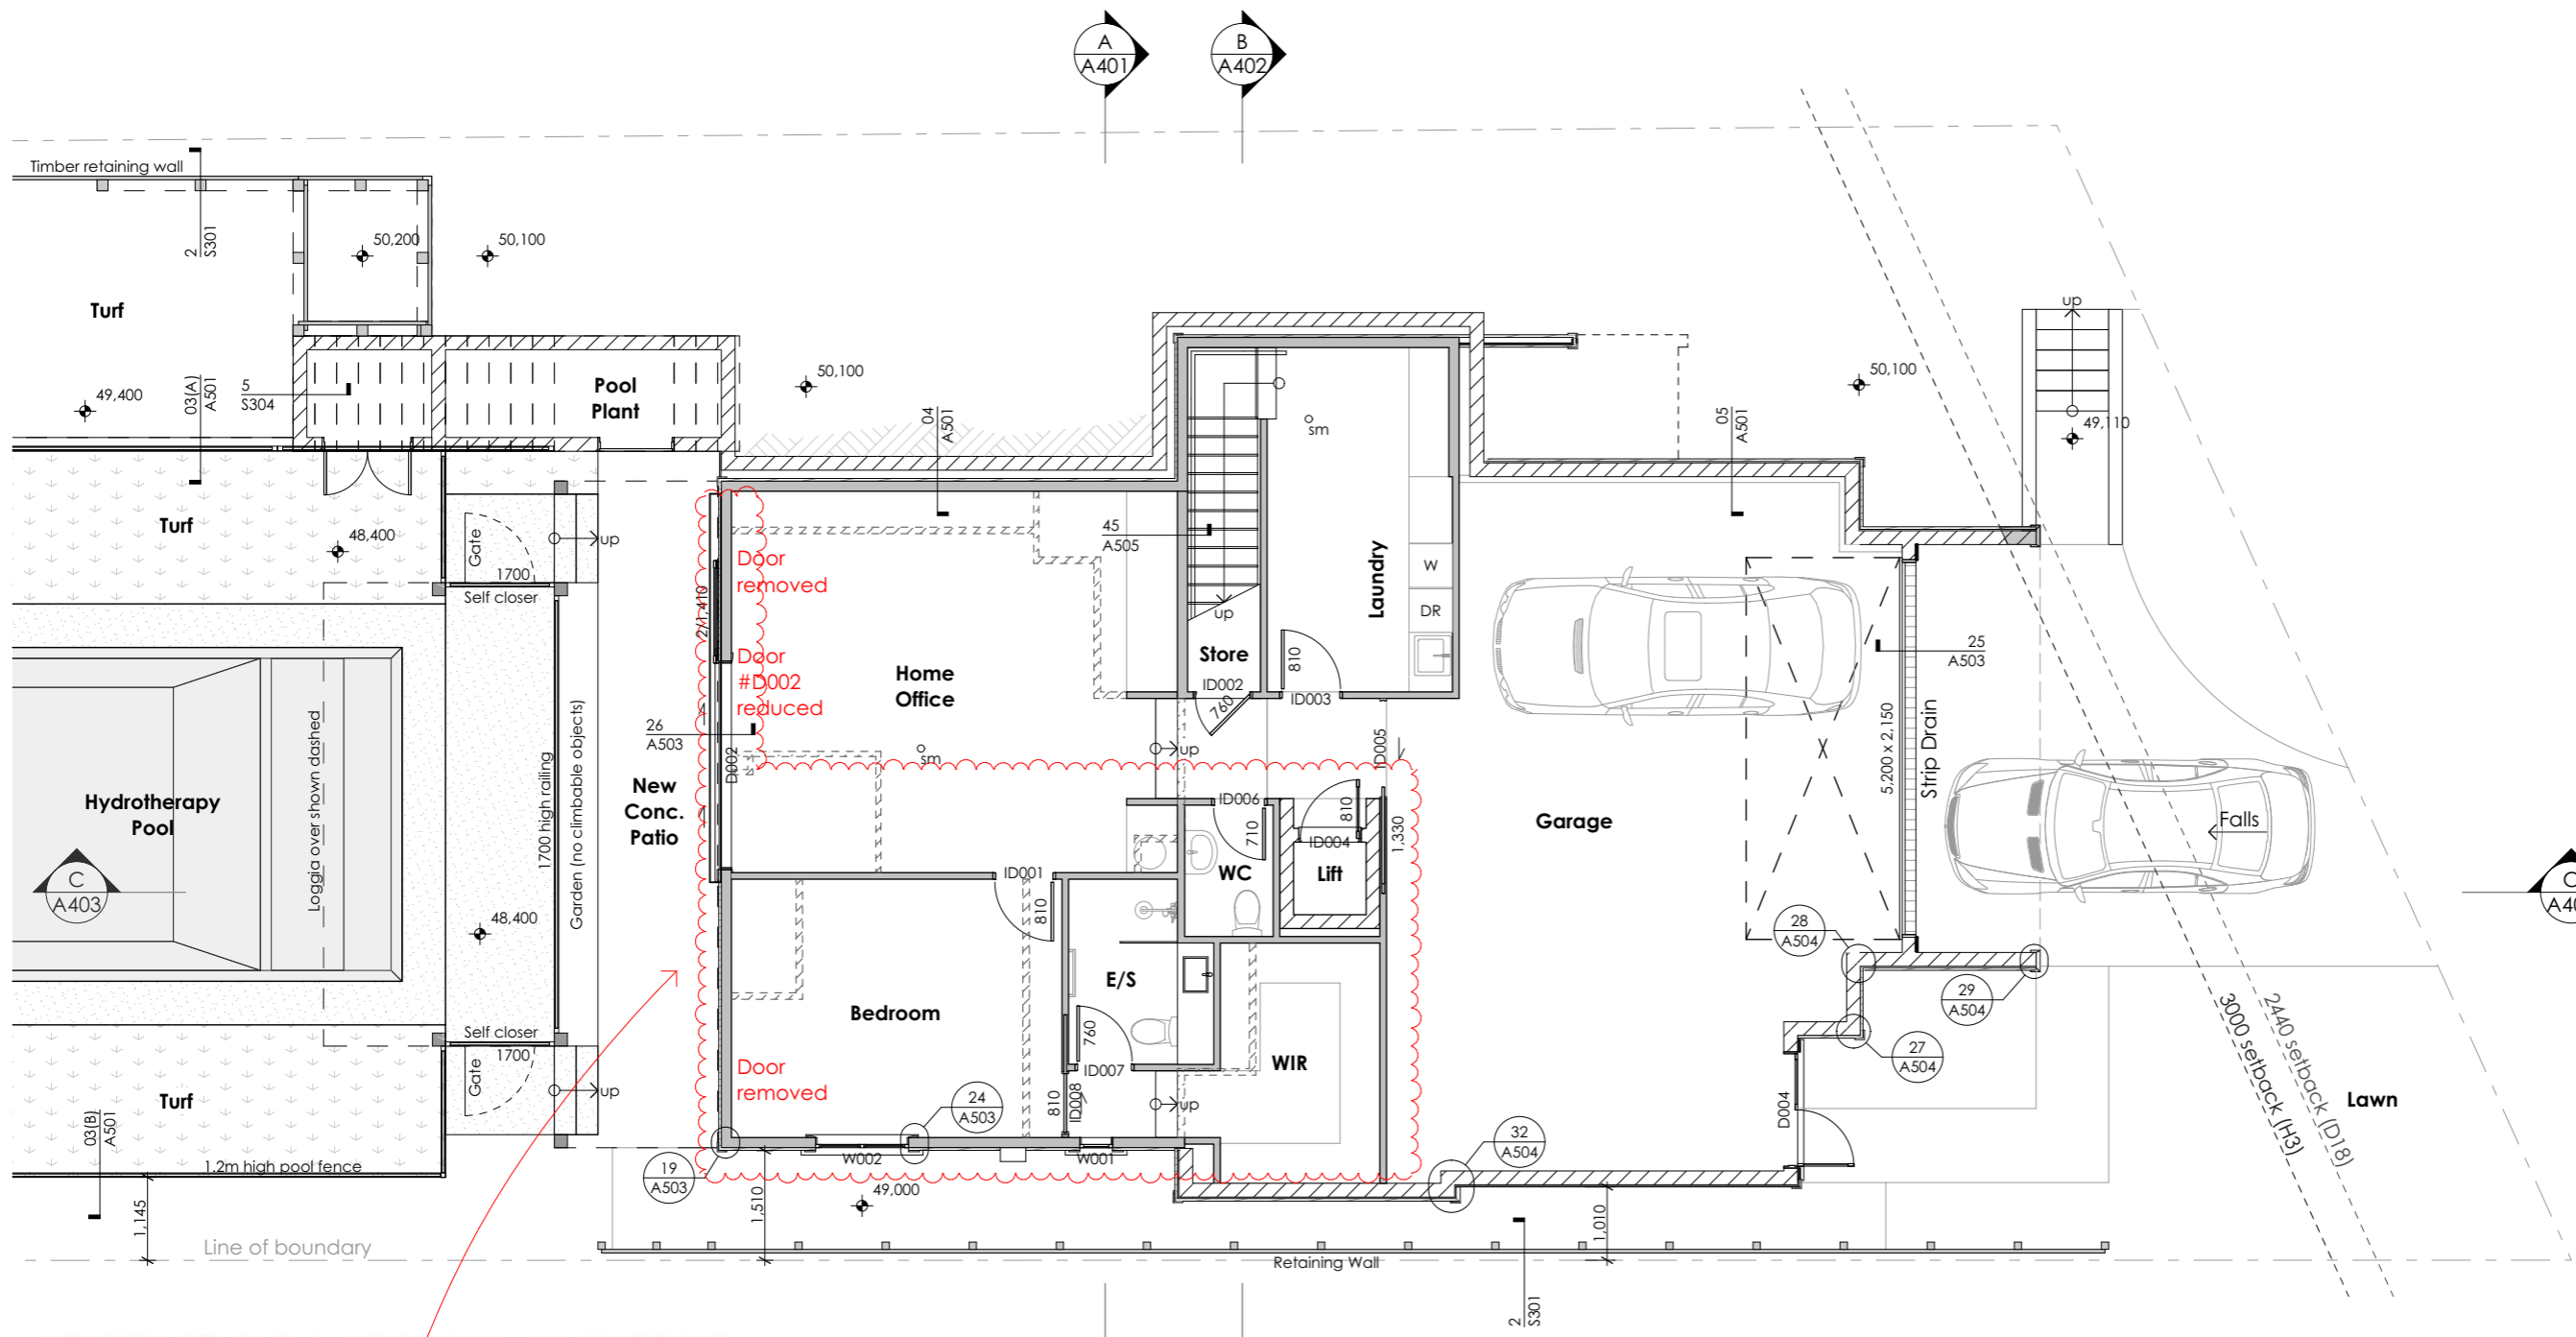 A
A401
B
A402
Timber retaining wall
2
S301
50,200
50,100
Turf
49,400
03(A)
A501
5
S304
Pool
Plant
50,100
04
A501
sm
05
A501
50,100
up
49,110
Turf
48,400
Gate
1700
Self closer
up
Door
removed
2/1,410
Door
#D002
reduced
26
A503
D002
Home
Office
sm
45
A505
up
Store
ID002
760
Laundry
W
DR
810
ID003
up
ID005
25
A503
5,200 x 2,150
Strip Drain
Hydrotherapy
Pool
C
A403
Loggia over shown dashed
1700 high railing
Garden (no climbable objects)
New
Conc.
Patio
48,400
ID006
710
WC
810
ID004
Lift
1,330
Garage
Falls
ID001
810
E/S
Bedroom
760
ID007
810
ID008
up
WIR
Door
removed
28
A504
29
A504
27
A504
D004
3000 setback (H3)
2440 setback (D18)
Lawn
Self closer
1700
Gate
up
Turf
03(B)
A501
1.2m high pool fence
1,145
Line of boundary
19
A503
24
A503
W002
W001
1,510
49,000
32
A504
1,010
Retaining Wall
2
S301